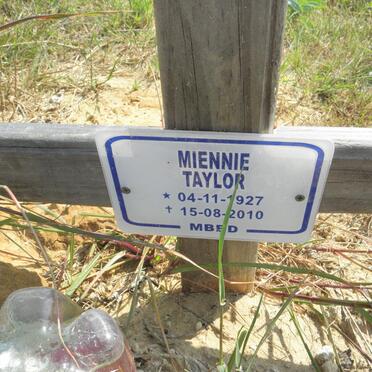 MIENNIE
TAYLOR
* 04-11-1927
✝ 15-08-2010
MBED